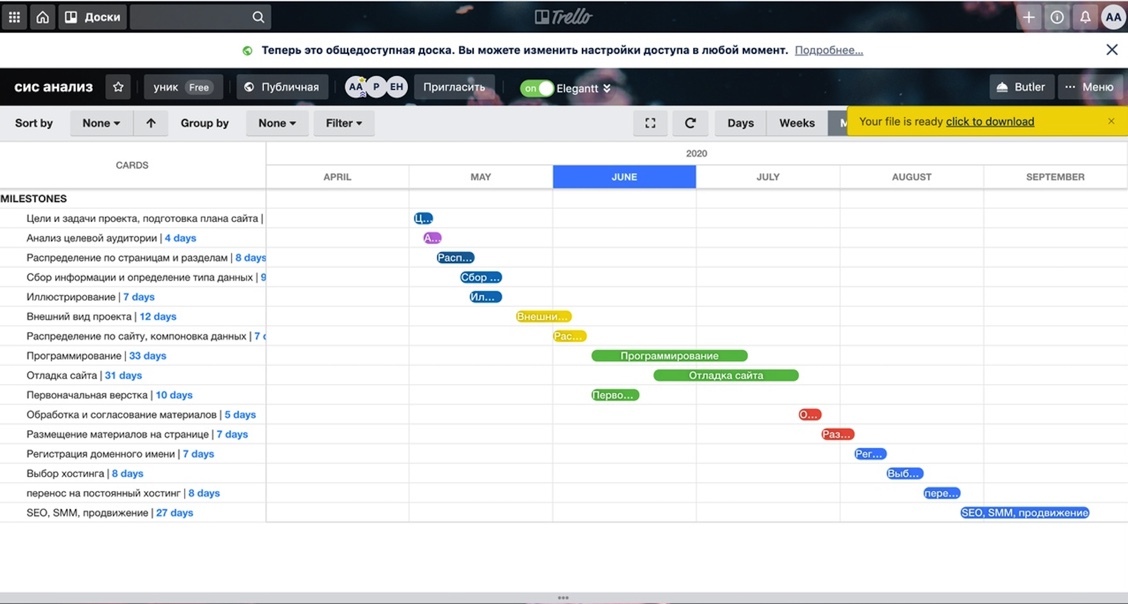 Доски
Trello
AA
Теперь это общедоступная доска. Вы можете изменить настройки доступа в любой момент. Подробнее...
сис анализ
уник Free
Публичная
AA P EH
Пригласить
on Elegantt
Butler
··· Меню
Sort by None
Group by None
Filter
Days
Weeks
M
Your file is ready click to download ×
CARDS
2020
APRIL MAY JUNE JULY AUGUST SEPTEMBER
MILESTONES
Цели и задачи проекта, подготовка плана сайта | Ц...
Анализ целевой аудитории | 4 days А...
Распределение по страницам и разделам | 8 days Расп...
Сбор информации и определение типа данных | 9 Сбор ...
Иллюстрирование | 7 days Ил...
Внешний вид проекта | 12 days Внешни...
Распределение по сайту, компоновка данных | 7 d Рас...
Программирование | 33 days Программирование
Отладка сайта | 31 days Отладка сайта
Первоначальная верстка | 10 days Перво...
Обработка и согласование материалов | 5 days О...
Размещение материалов на странице | 7 days Раз...
Регистрация доменного имени | 7 days Рег...
Выбор хостинга | 8 days Выб...
перенос на постоянный хостинг | 8 days пере...
SEO, SMM, продвижение | 27 days SEO, SMM, продвижение